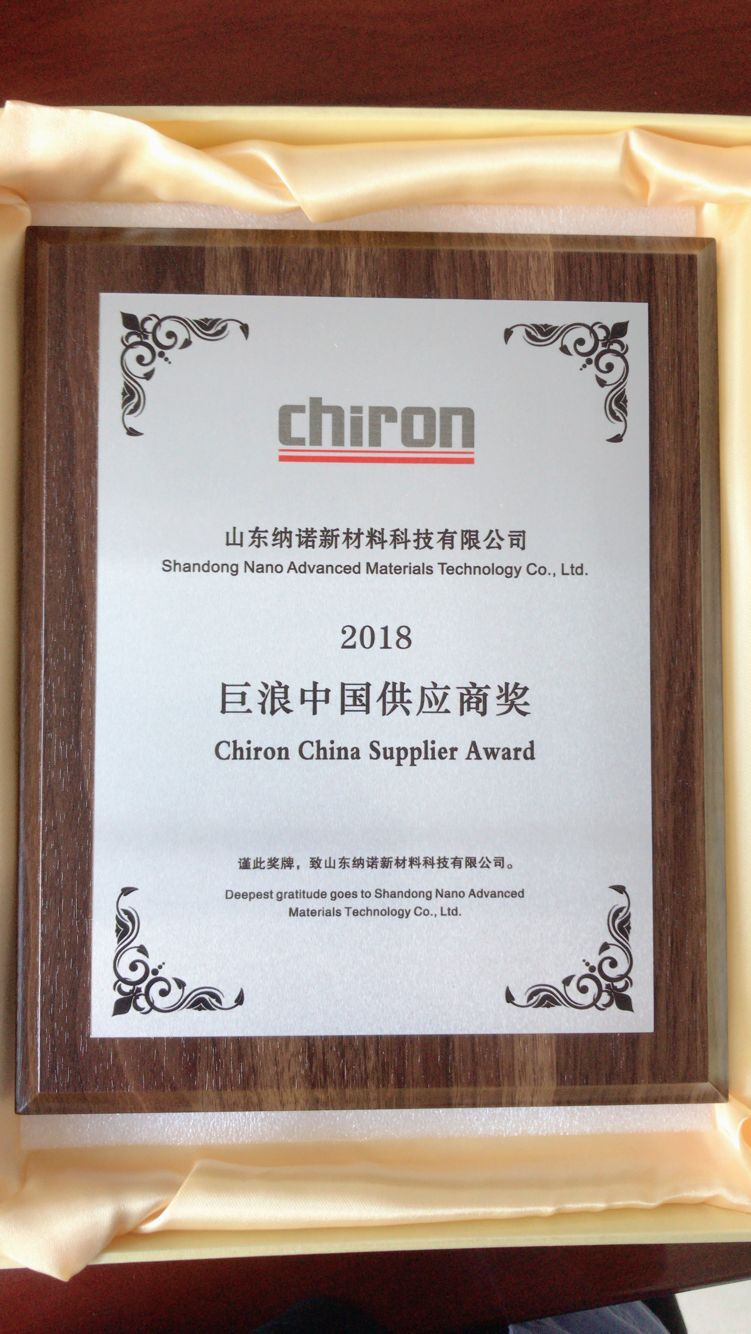 chiron
山东纳诺新材料科技有限公司
Shandong Nano Advanced Materials Technology Co., Ltd.
2018
巨浪中国供应商奖
Chiron China Supplier Award
谨此奖牌，致山东纳诺新材料科技有限公司。
Deepest gratitude goes to Shandong Nano Advanced
Materials Technology Co., Ltd.